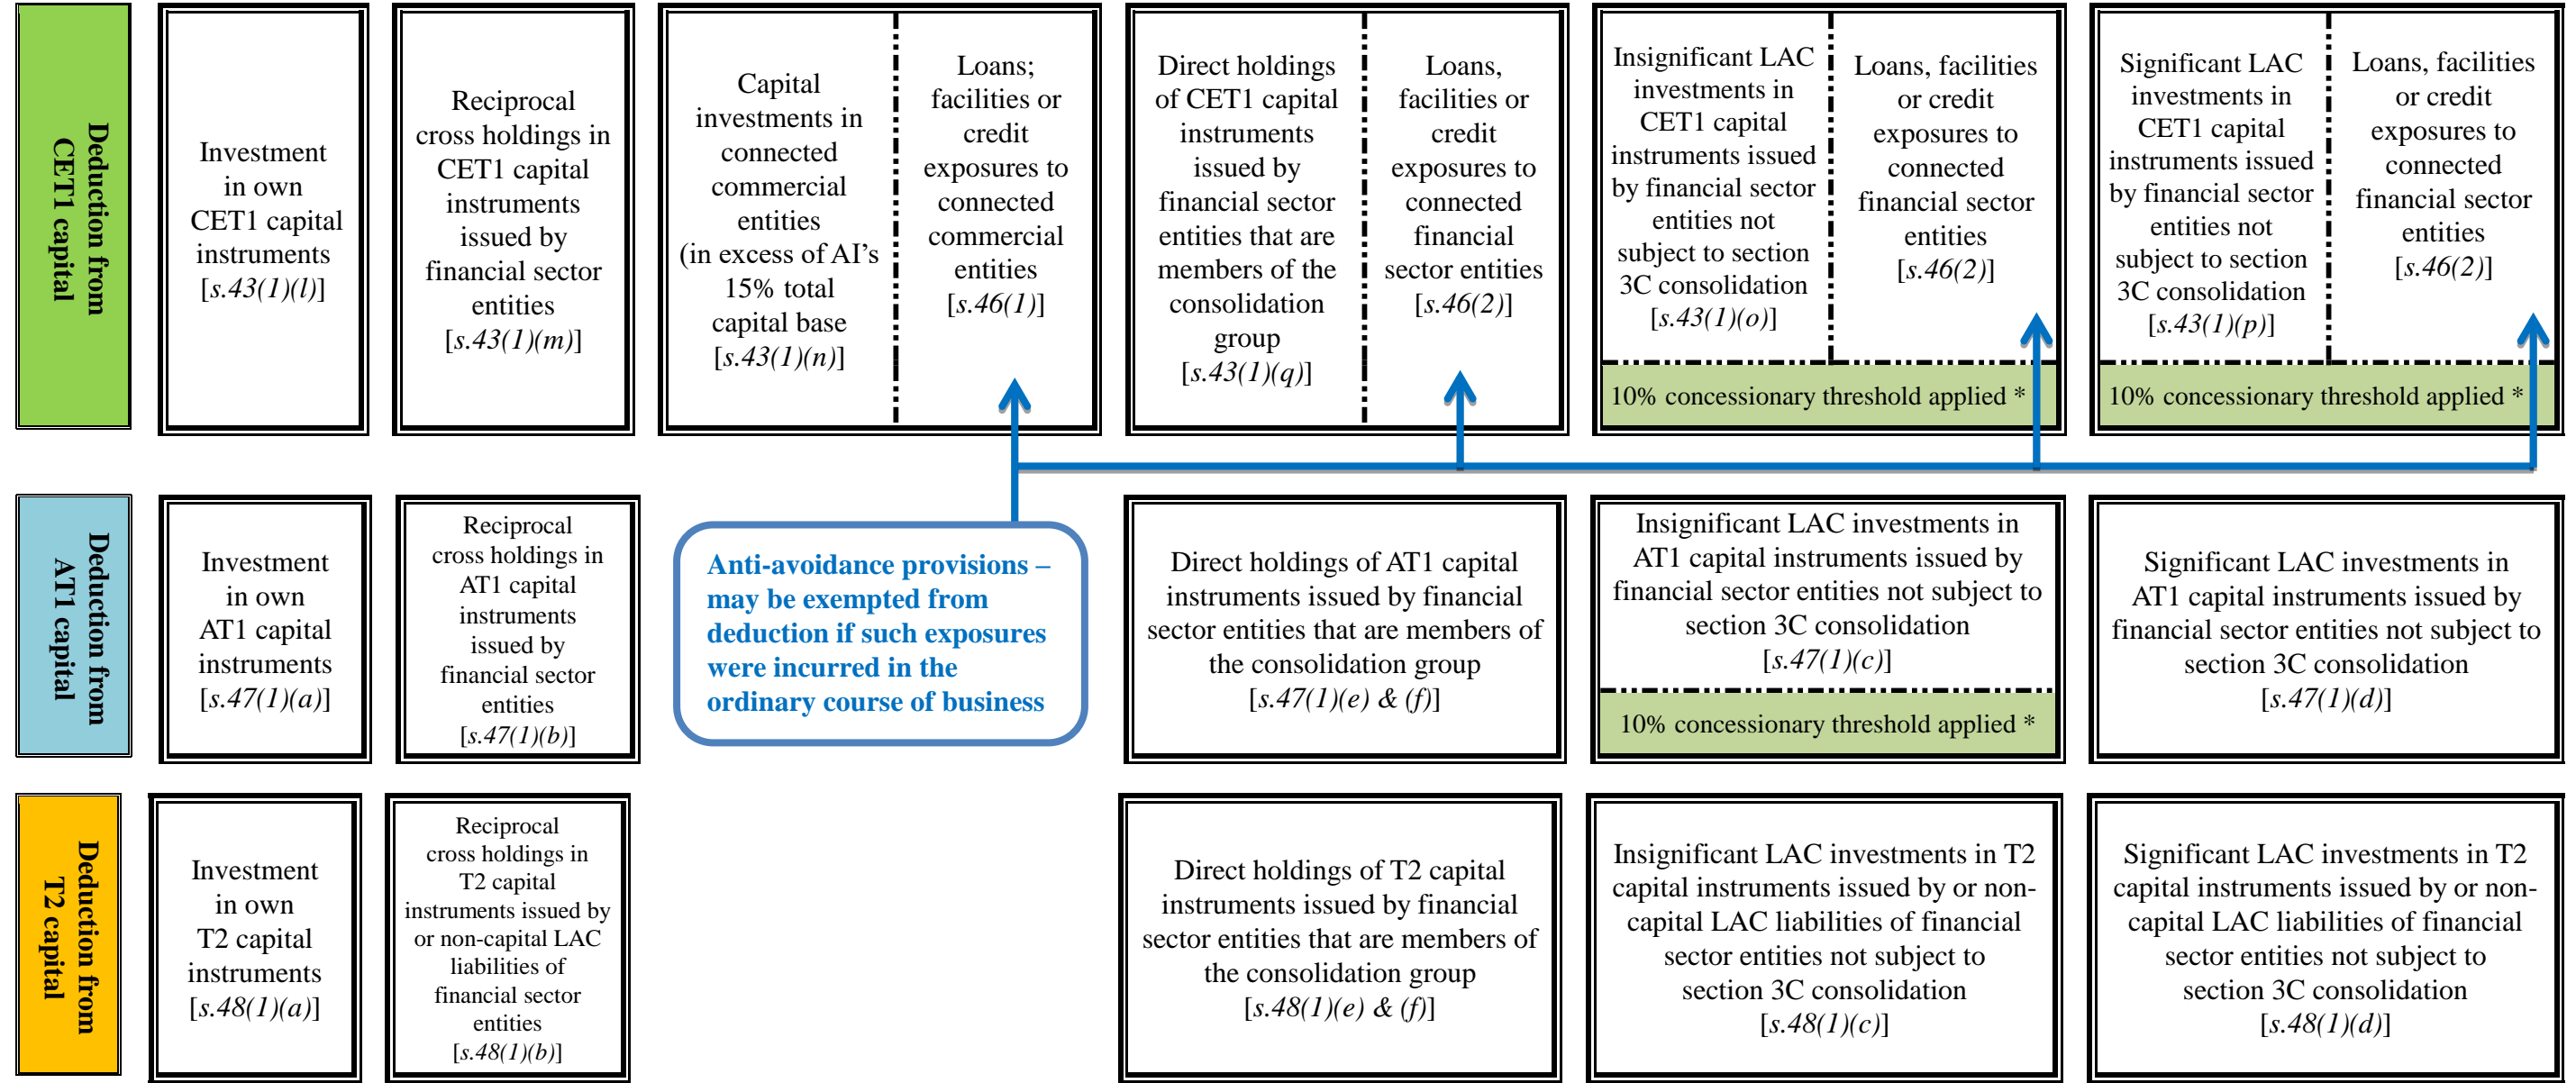 Deduction from
CET1 capital
Investment
in own
CET1 capital
instruments
[s.43(1)(l)]
Reciprocal
cross holdings in
CET1 capital
instruments
issued by
financial sector
entities
[s.43(1)(m)]
Capital
investments in
connected
commercial
entities
(in excess of AI's
15% total
capital base
[s.43(1)(n)]
Loans;
facilities or
credit
exposures to
connected
commercial
entities
[s.46(1)]
Direct holdings
of CET1 capital
instruments
issued by
financial sector
entities that are
members of the
consolidation
group
[s.43(1)(q)]
Loans,
facilities or
credit
exposures to
connected
financial
sector entities
[s.46(2)]
Insignificant LAC
investments in
CET1 capital
instruments issued
by financial sector
entities not
subject to section
3C consolidation
[s.43(1)(o)]
Loans, facilities
or credit
exposures to
connected
financial sector
entities
[s.46(2)]
10% concessionary threshold applied *
Significant LAC
investments in
CET1 capital
instruments issued
by financial sector
entities not
subject to section
3C consolidation
[s.43(1)(p)]
Loans, facilities
or credit
exposures to
connected
financial sector
entities
[s.46(2)]
10% concessionary threshold applied *
Deduction from
AT1 capital
Investment
in own
AT1 capital
instruments
[s.47(1)(a)]
Reciprocal
cross holdings in
AT1 capital
instruments
issued by
financial sector
entities
[s.47(1)(b)]
Anti-avoidance provisions –
may be exempted from
deduction if such exposures
were incurred in the
ordinary course of business
Direct holdings of AT1 capital
instruments issued by financial
sector entities that are members of
the consolidation group
[s.47(1)(e) & (f)]
Insignificant LAC investments in
AT1 capital instruments issued by
financial sector entities not subject to
section 3C consolidation
[s.47(1)(c)]
10% concessionary threshold applied *
Significant LAC investments in
AT1 capital instruments issued by
financial sector entities not subject to
section 3C consolidation
[s.47(1)(d)]
Deduction from
T2 capital
Investment
in own
T2 capital
instruments
[s.48(1)(a)]
Reciprocal
cross holdings in
T2 capital
instruments issued by
or non-capital LAC
liabilities of
financial sector
entities
[s.48(1)(b)]
Direct holdings of T2 capital
instruments issued by financial
sector entities that are members of
the consolidation group
[s.48(1)(e) & (f)]
Insignificant LAC investments in T2
capital instruments issued by or non-
capital LAC liabilities of financial
sector entities not subject to
section 3C consolidation
[s.48(1)(c)]
Significant LAC investments in T2
capital instruments issued by or non-
capital LAC liabilities of financial
sector entities not subject to
section 3C consolidation
[s.48(1)(d)]